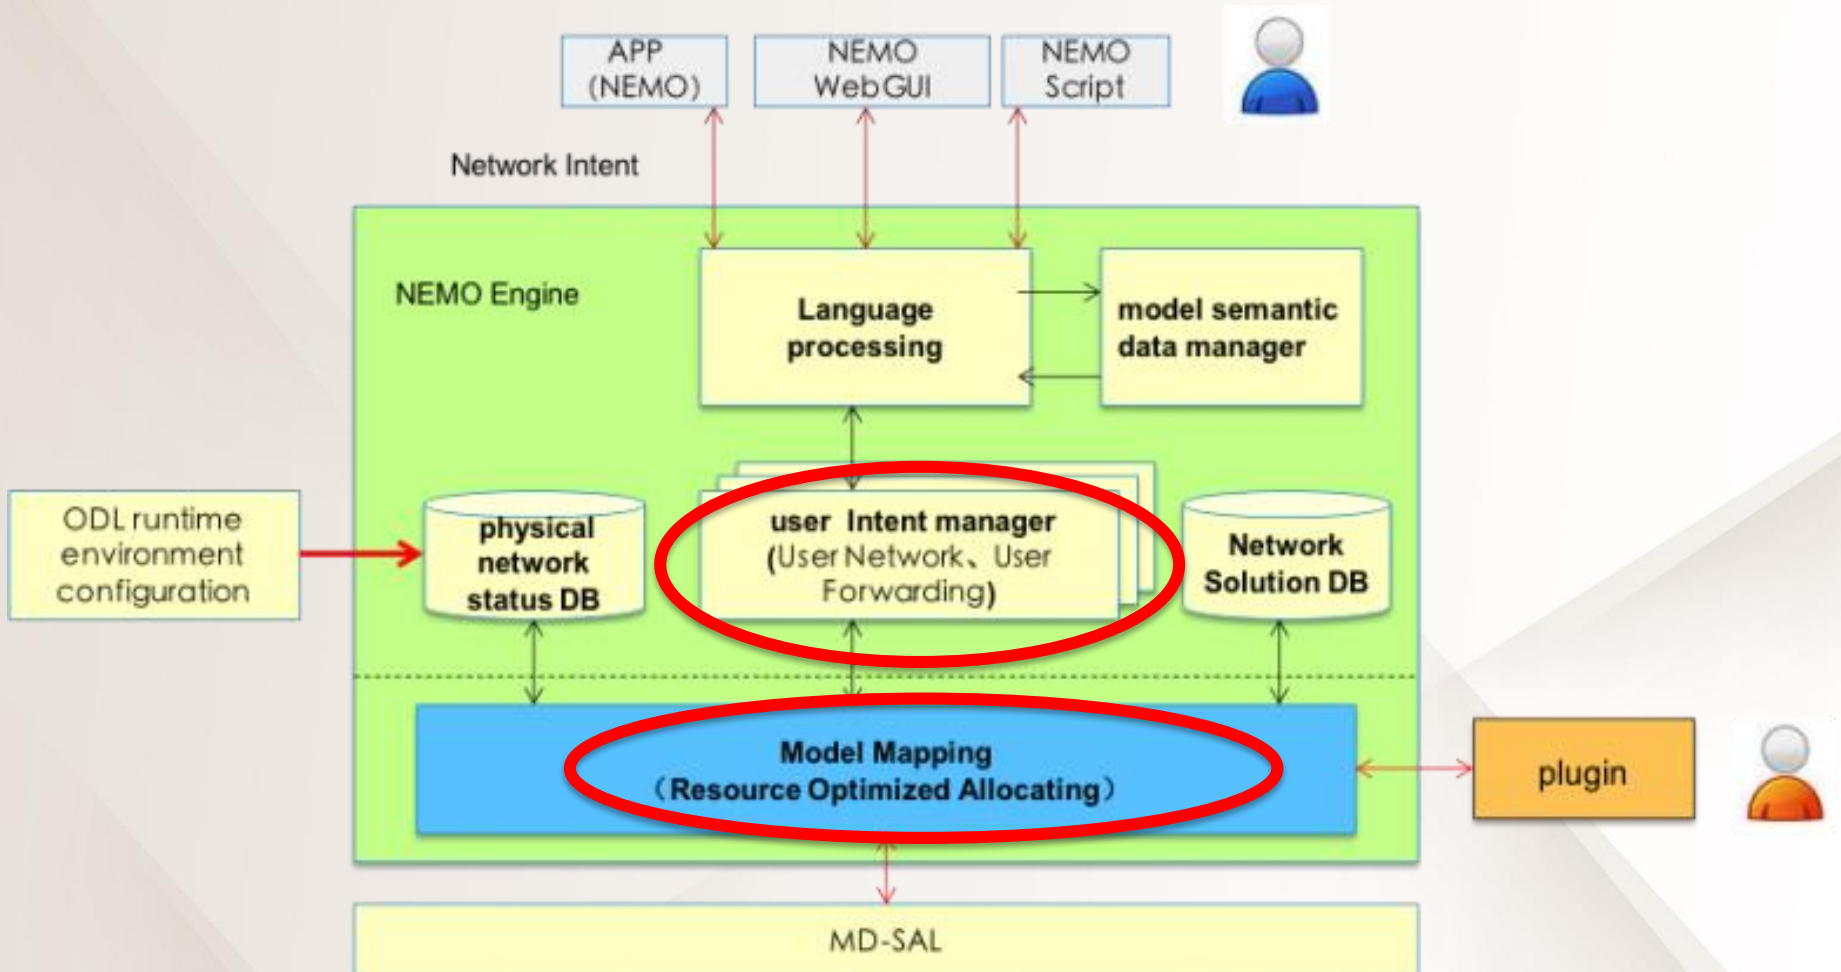 APP
(NEMO)
NEMO
WebGUI
NEMO
Script
Network Intent
NEMO Engine
Language
processing
model semantic
data manager
ODL runtime
environment
configuration
physical
network
status DB
user Intent manager
(User Network、User
Forwarding)
Network
Solution DB
Model Mapping
（Resource Optimized Allocating）
plugin
MD-SAL